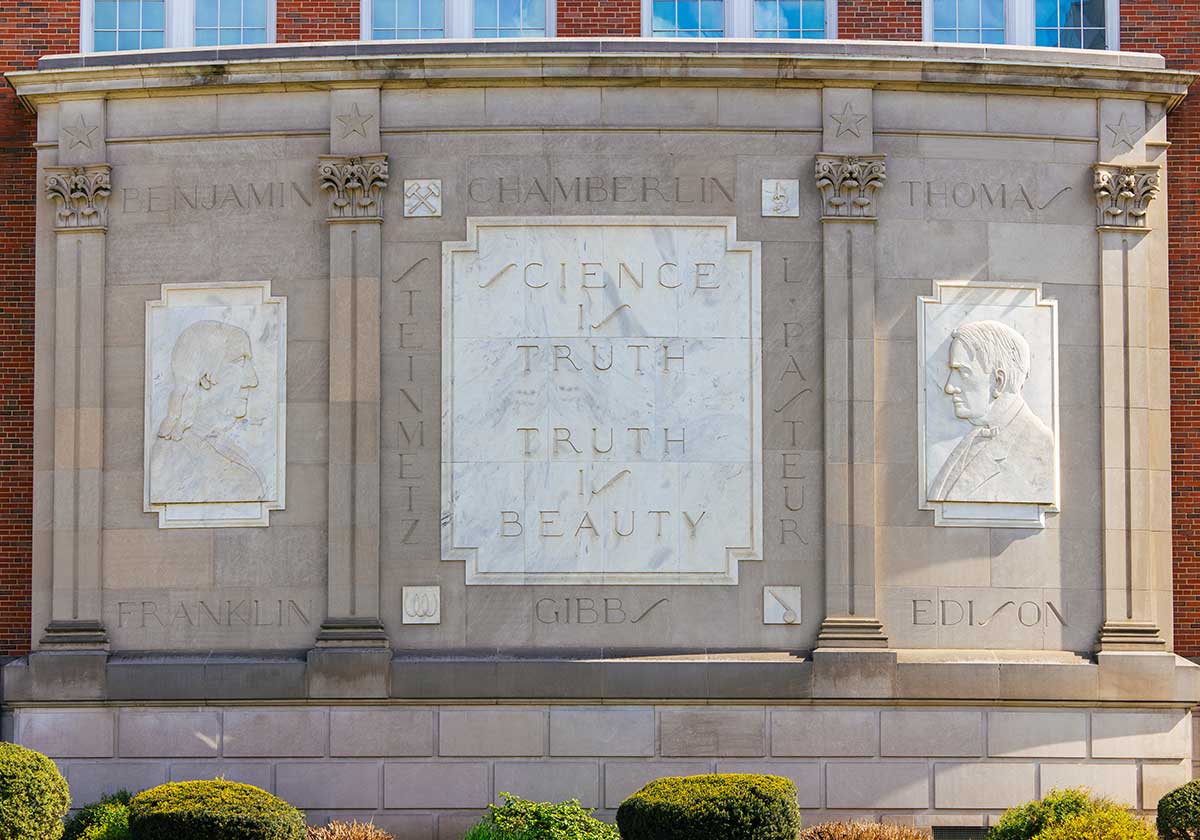 BENJAMIN
FRANKLIN
CHAMBERLIN
STEINMETZ
SCIENCE
IS
TRUTH
TRUTH
IS
BEAUTY
L·PASTEUR
GIBBS
THOMAS
EDISON